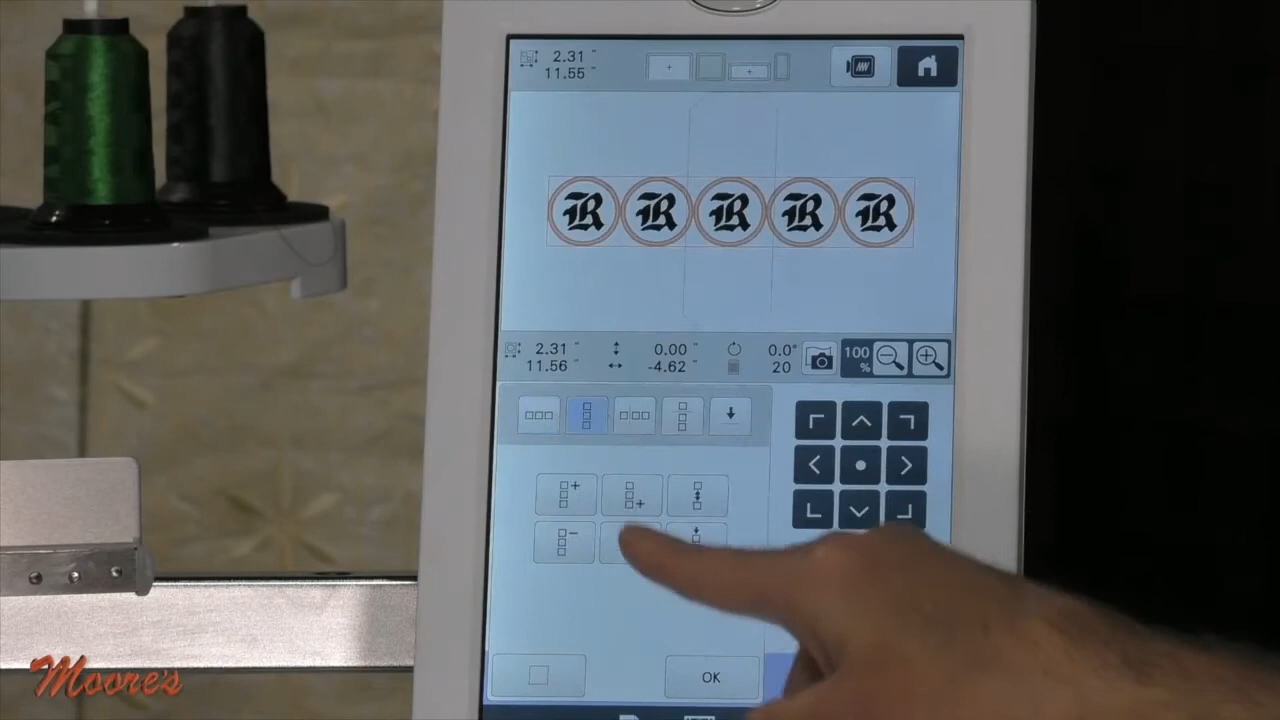 2.31 "
11.55 "
R R R R R
2.31 " 0.00 " 0.0°
11.56 " -4.62 " 20
100
%
OK
Moore's